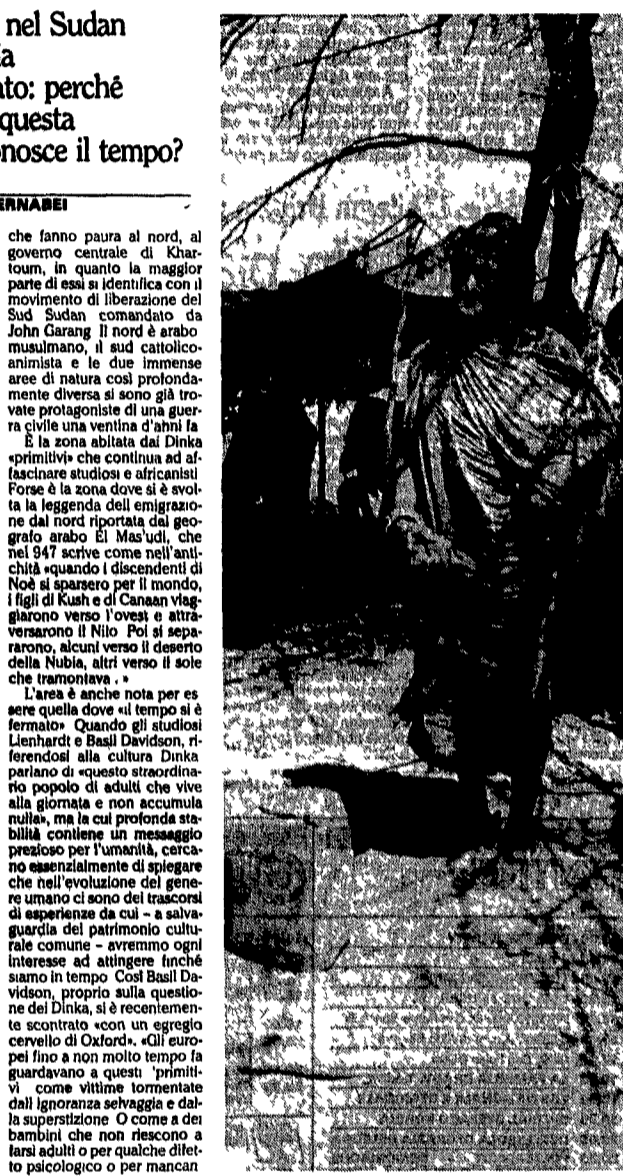 nel Sudan
ato: perché
questa
nosce il tempo?
ERNABEI
che fanno paura al nord, al
governo centrale di Khar-
toum, in quanto la maggior
parte di essi si identifica con il
movimento di liberazione del
Sud Sudan comandato da
John Garang Il nord è arabo
musulmano, il sud cattolico-
animista e le due immense
aree di natura così profonda-
mente diversa si sono già tro-
vate protagoniste di una guer-
ra civile una ventina d'anni fa
È la zona abitata dai Dinka
«primitivi» che continua ad af-
fascinare studiosi e africanisti
Forse è la zona dove si è svol-
ta la leggenda dell emigrazio-
ne dal nord riportata dal geo-
grafo arabo El Mas'udi, che
nel 947 scrive come nell'anti-
chità «quando i discendenti di
Noè si sparsero per il mondo,
i figli di Kush e di Canaan viag-
giarono verso l'ovest e attra-
versarono il Nilo Poi si sepa-
rarono, alcuni verso il deserto
della Nubia, altri verso il sole
che tramontava . »
L'area è anche nota per es
sere quella dove «il tempo si è
fermato» Quando gli studiosi
Lienhardt e Basil Davidson, ri-
ferendosi alla cultura Dinka
parlano di «questo straordina-
rio popolo di adulti che vive
alla giornata e non accumula
nulla», ma la cui profonda sta-
bilità contiene un messaggio
prezioso per l'umanità, cerca-
no essenzialmente di spiegare
che nell'evoluzione del gene-
re umano ci sono dei trascorsi
di esperienze da cui – a salva-
guardia del patrimonio cultu-
rale comune – avremmo ogni
interesse ad attingere finché
siamo in tempo Così Basil Da-
vidson, proprio sulla questio-
ne dei Dinka, si è recentemen-
te scontrato «con un egregio
cervello di Oxford». «Gli euro-
pei fino a non molto tempo fa
guardavano a questi 'primiti-
vi come vittime tormentate
dall ignoranza selvaggia e dal-
la superstizione O come a dei
bambini che non riescono a
farsi adulti o per qualche difet-
to psicologico o per mancan